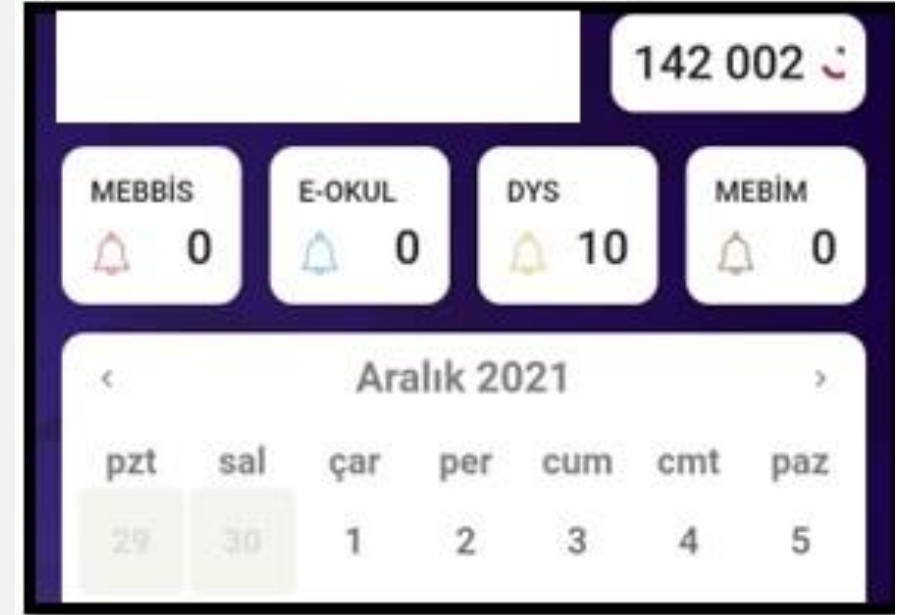 142 002
MEBBİS E-OKUL DYS MEBİM
0 0 10 0
< Aralık 2021 >
pzt sal çar per cum cmt paz
29 30 1 2 3 4 5